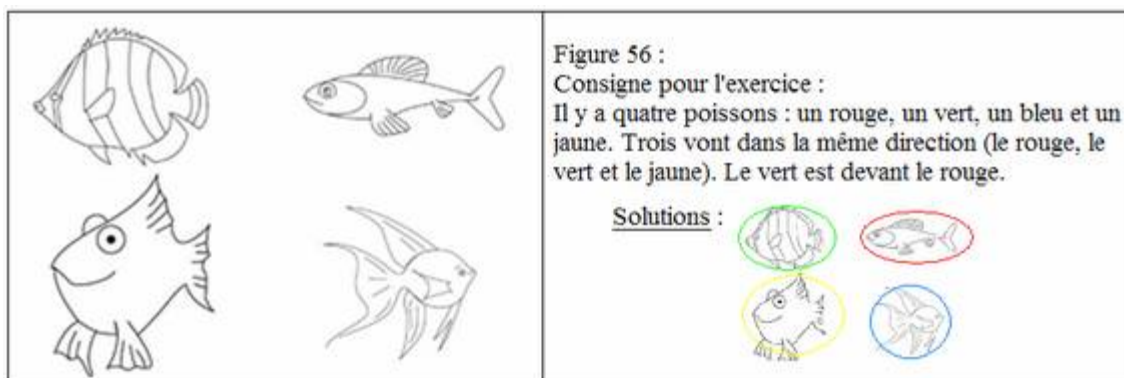 Figure 56 :
Consigne pour l'exercice :
Il y a quatre poissons : un rouge, un vert, un bleu et un
jaune. Trois vont dans la même direction (le rouge, le
vert et le jaune). Le vert est devant le rouge.
Solutions :